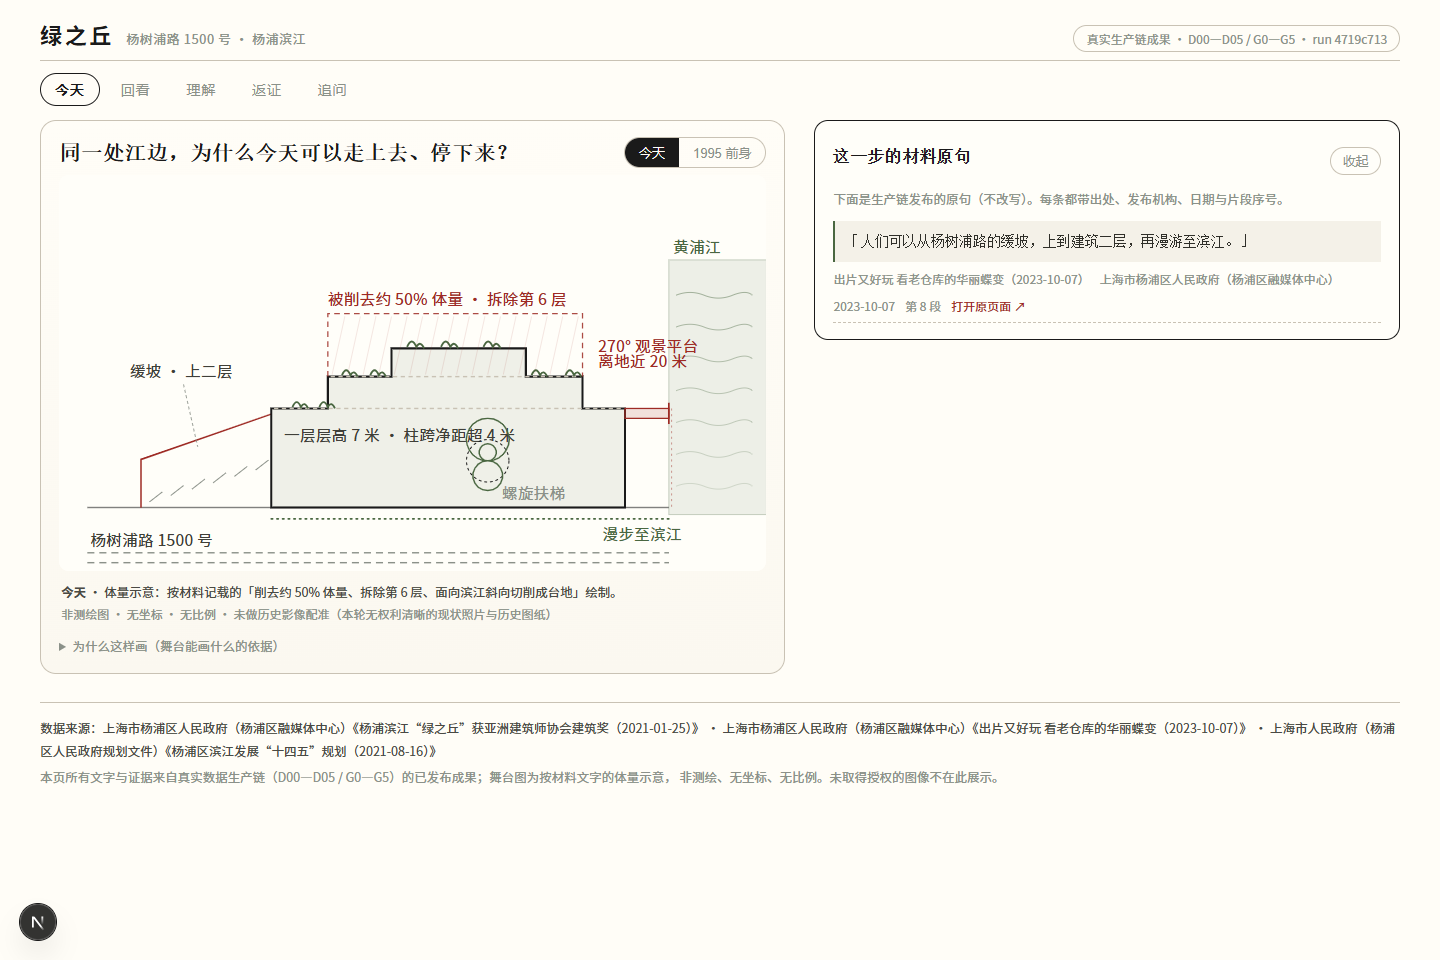 绿之丘 杨树浦路 1500 号 · 杨浦滨江
真实生产链成果 · D00—D05 / G0—G5 · run 4719c713
今天 回看 理解 返证 追问
同一处江边，为什么今天可以走上去、停下来？
今天 1995 前身
黄浦江
被削去约 50% 体量 · 拆除第 6 层
270° 观景平台
离地近 20 米
缓坡 · 上二层
一层层高 7 米 · 柱跨净距超 4 米
螺旋扶梯
漫步至滨江
杨树浦路 1500 号
今天 · 体量示意：按材料记载的「削去约 50% 体量、拆除第 6 层、面向滨江斜向切削成台地」绘制。
非测绘图 · 无坐标 · 无比例 · 未做历史影像配准（本轮无权利清晰的现状照片与历史图纸）
▶ 为什么这样画（舞台能画什么的依据）
这一步的材料原句
收起
下面是生产链发布的原句（不改写）。每条都带出处、发布机构、日期与片段序号。
「人们可以从杨树浦路的缓坡，上到建筑二层，再漫游至滨江。」
出片又好玩 看老仓库的华丽蝶变（2023-10-07） 上海市杨浦区人民政府（杨浦区融媒体中心）
2023-10-07 第 8 段 打开原页面 ↗
数据来源：上海市杨浦区人民政府（杨浦区融媒体中心）《杨浦滨江“绿之丘”获亚洲建筑师协会建筑奖（2021-01-25）》 · 上海市杨浦区人民政府（杨浦区融媒体中心）《出片又好玩 看老仓库的华丽蝶变（2023-10-07）》 · 上海市人民政府（杨浦
区人民政府规划文件）《杨浦区滨江发展“十四五”规划（2021-08-16）》
本页所有文字与证据来自真实数据生产链（D00—D05 / G0—G5）的已发布成果；舞台图为按材料文字的体量示意， 非测绘、无坐标、无比例。未取得授权的图像不在此展示。
N